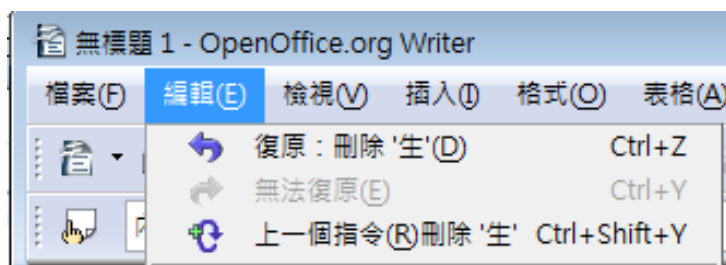 無標題 1 - OpenOffice.org Writer
檔案(F) 編輯(E) 檢視(V) 插入(I) 格式(O) 表格(A)
復原：刪除 '生'(D) Ctrl+Z
無法復原(E) Ctrl+Y
上一個指令(R)刪除 '生' Ctrl+Shift+Y